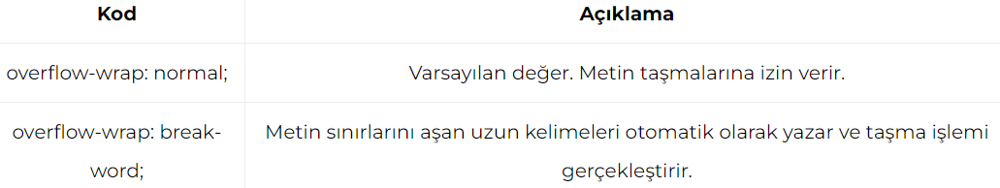 Kod Açıklama
overflow-wrap: normal; Varsayılan değer. Metin taşmalarına izin verir.
overflow-wrap: break-
word;
Metin sınırlarını aşan uzun kelimeleri otomatik olarak yazar ve taşma işlemi
gerçekleştirir.